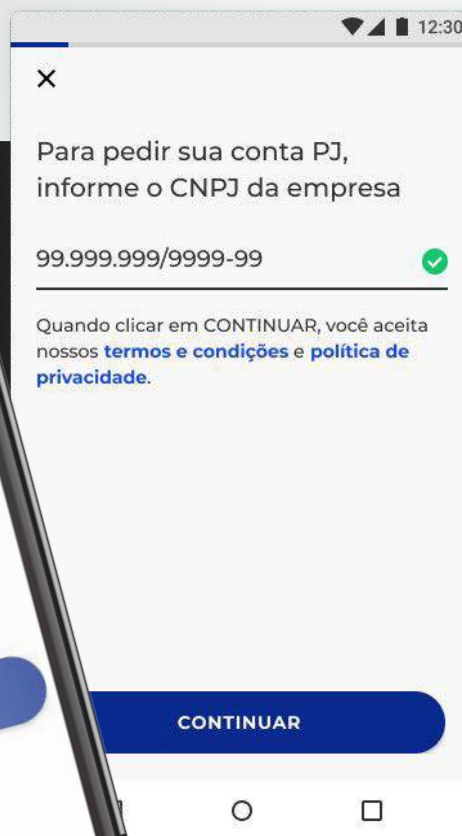 12:30
Para pedir sua conta PJ,
informe o CNPJ da empresa
99.999.999/9999-99
Quando clicar em CONTINUAR, você aceita
nossos termos e condições e política de
privacidade.
CONTINUAR